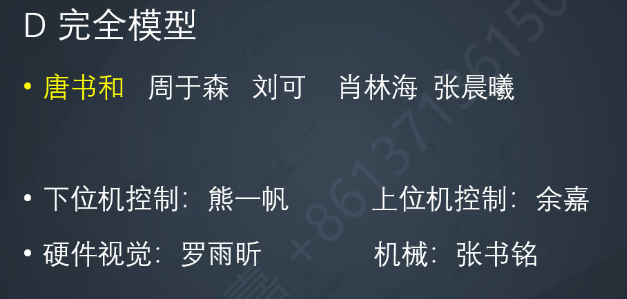 D 完全模型
• 唐书和 周于森 刘可 肖林海 张晨曦
• 下位机控制：熊一帆 上位机控制：余嘉
• 硬件视觉：罗雨昕 机械：张书铭